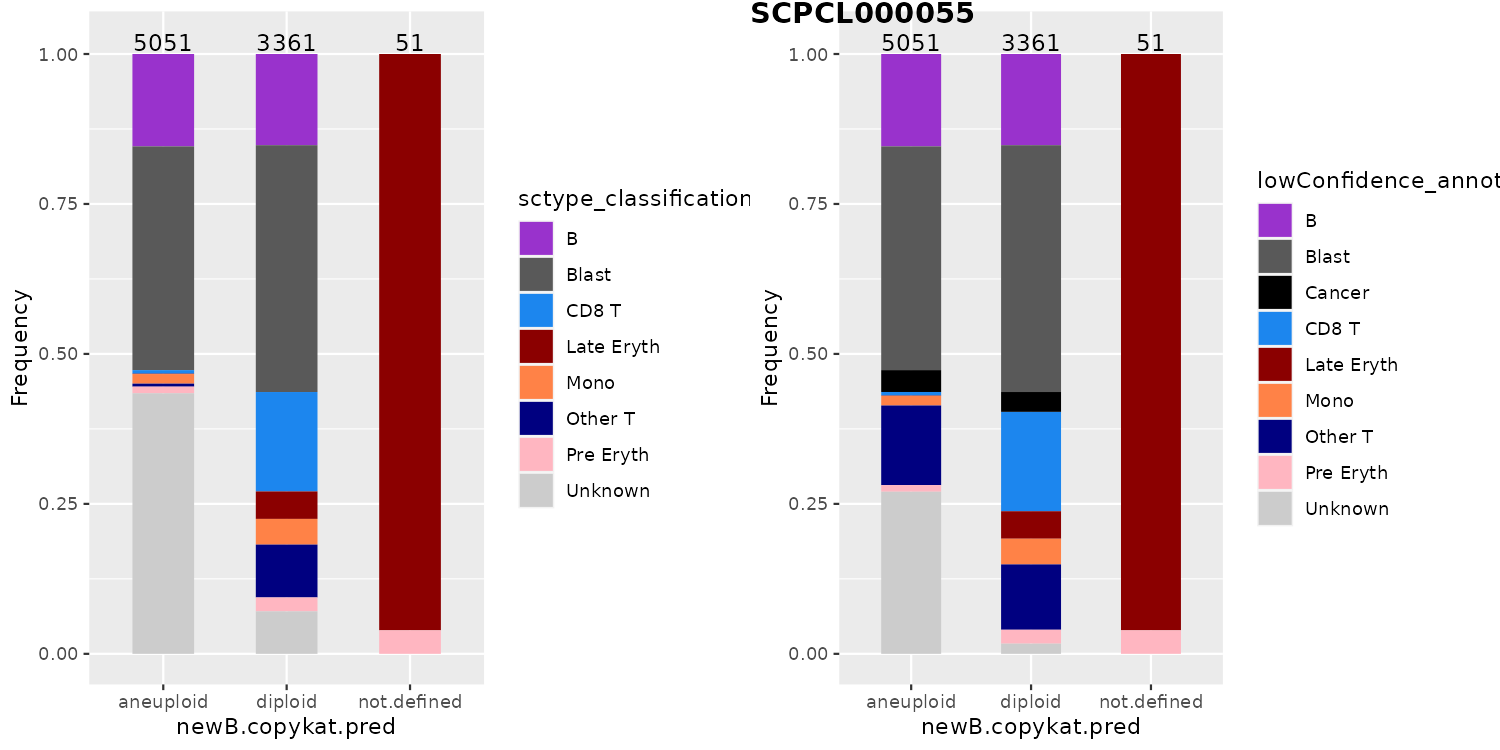 SCPCL000055
5051
3361
51
1.00
0.75
0.50
0.25
0.00
Frequency
aneuploid
diploid
not.defined
newB.copykat.pred
sctype_classification
B
Blast
CD8 T
Late Eryth
Mono
Other T
Pre Eryth
Unknown
5051
3361
51
1.00
0.75
0.50
0.25
0.00
Frequency
aneuploid
diploid
not.defined
newB.copykat.pred
lowConfidence_annot
B
Blast
Cancer
CD8 T
Late Eryth
Mono
Other T
Pre Eryth
Unknown